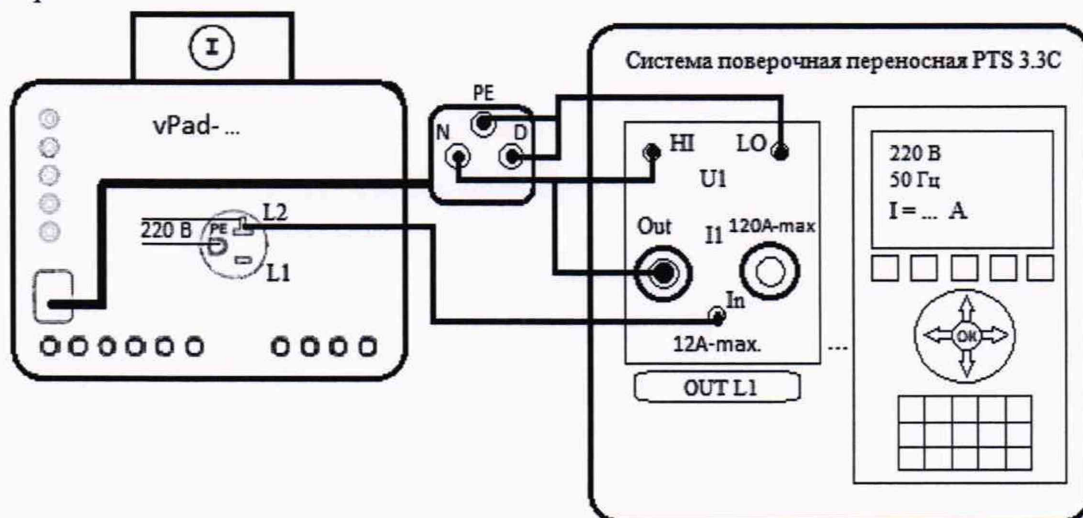 I
vPad- ...
220 В
PE
L2
L1
PE
N
D
Система поверочная переносная PTS 3.3C
HI
LO
U1
Out
I1
120A-max
In
12A-max.
OUT L1
...
220 В
50 Гц
I = ... А
OK